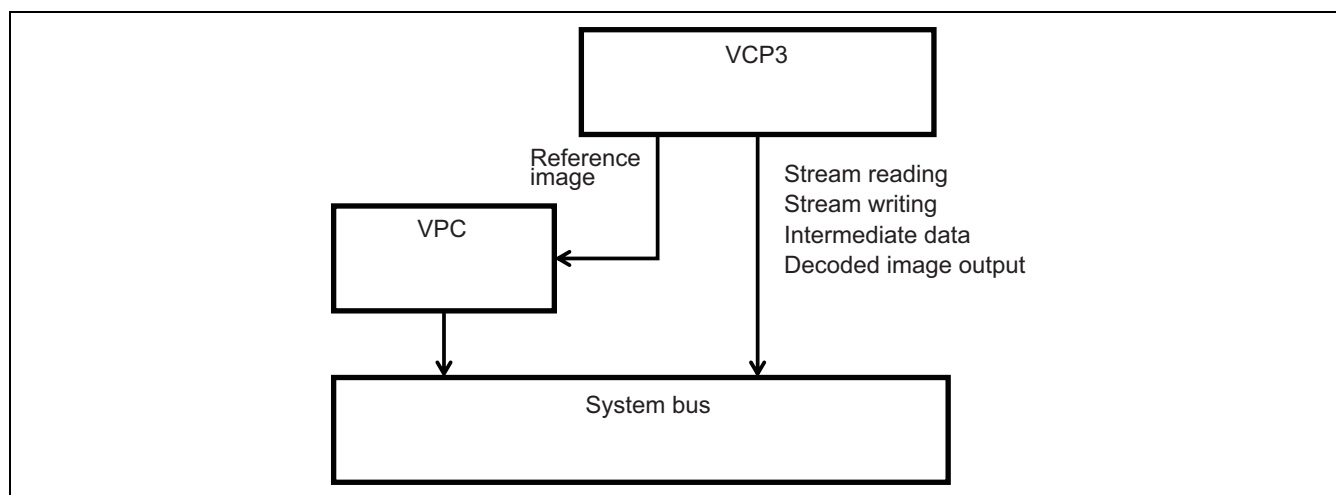 VCP3
Reference
image
Stream reading
Stream writing
Intermediate data
Decoded image output
VPC
System bus